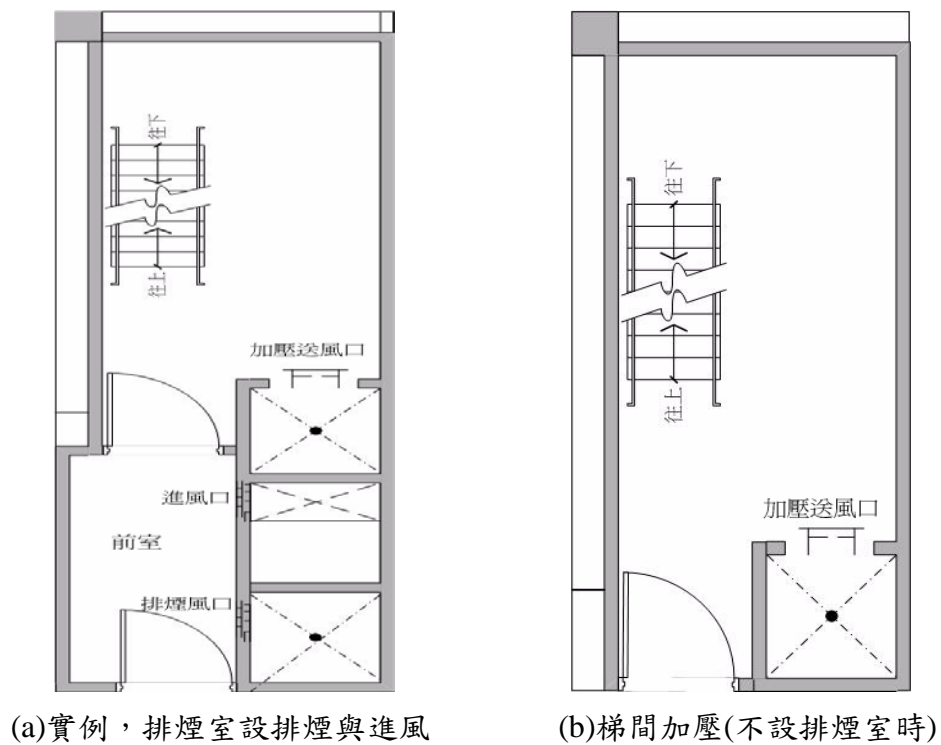 往下
往上
加壓送風口
進風口
前室
排煙風口
(a)實例，排煙室設排煙與進風
往下
往上
加壓送風口
(b)梯間加壓(不設排煙室時)